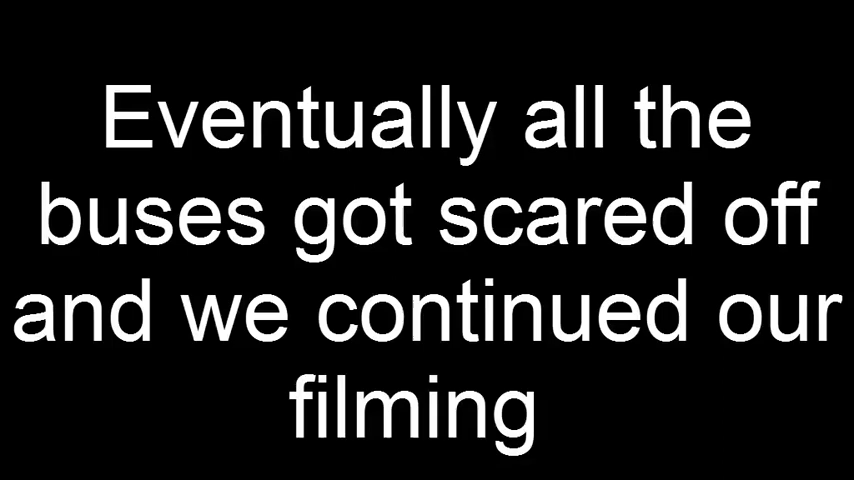 Eventually all the
buses got scared off
and we continued our
filming